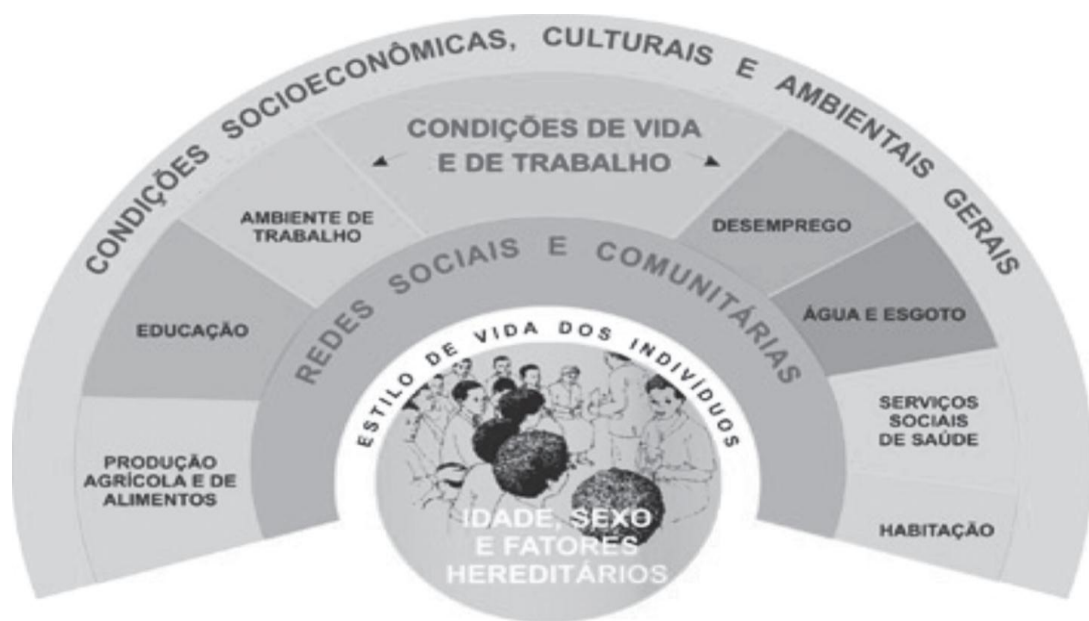 CONDIÇÕES SOCIOECONÔMICAS, CULTURAIS E AMBIENTAIS GERAIS
CONDIÇÕES DE VIDA
E DE TRABALHO
AMBIENTE DE
TRABALHO
DESEMPREGO
EDUCAÇÃO
ÁGUA E ESGOTO
PRODUÇÃO
AGRÍCOLA E DE
ALIMENTOS
SERVIÇOS
SOCIAIS
DE SAÚDE
HABITAÇÃO
REDES SOCIAIS E COMUNITÁRIAS
ESTILO DE VIDA DOS INDIVÍDUOS
IDADE, SEXO
E FATORES
HEREDITÁRIOS